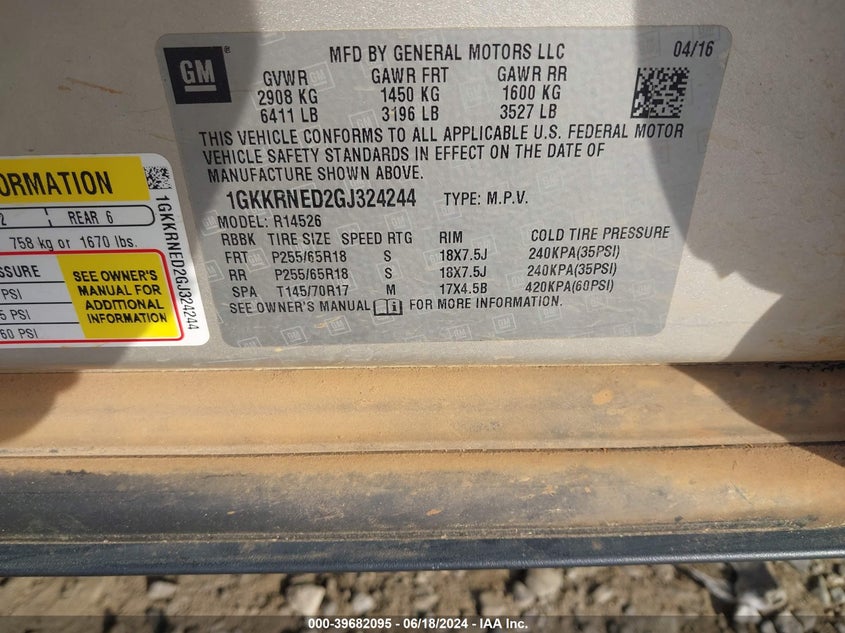 GM
MFD BY GENERAL MOTORS LLC
04/16
GVWR GAWR FRT GAWR RR
2908 KG 1450 KG 1600 KG
6411 LB 3196 LB 3527 LB
THIS VEHICLE CONFORMS TO ALL APPLICABLE U.S. FEDERAL MOTOR
VEHICLE SAFETY STANDARDS IN EFFECT ON THE DATE OF
MANUFACTURE SHOWN ABOVE.
1GKKRNED2GJ324244 TYPE: M.P.V.
MODEL: R14526
RBBK TIRE SIZE SPEED RTG RIM COLD TIRE PRESSURE
FRT P255/65R18 S 18X7.5J 240KPA(35PSI)
RR P255/65R18 S 18X7.5J 240KPA(35PSI)
SPA T145/70R17 M 17X4.5B 420KPA(60PSI)
SEE OWNER'S MANUAL FOR MORE INFORMATION.
ORMATION
2 REAR 6
758 kg or 1670 lbs.
SSURE
PSI
5 PSI
60 PSI
SEE OWNER'S
MANUAL FOR
ADDITIONAL
INFORMATION
1GKKRNED2GJ324244
000-39682095 / 06/18/2024 - IAA Inc.